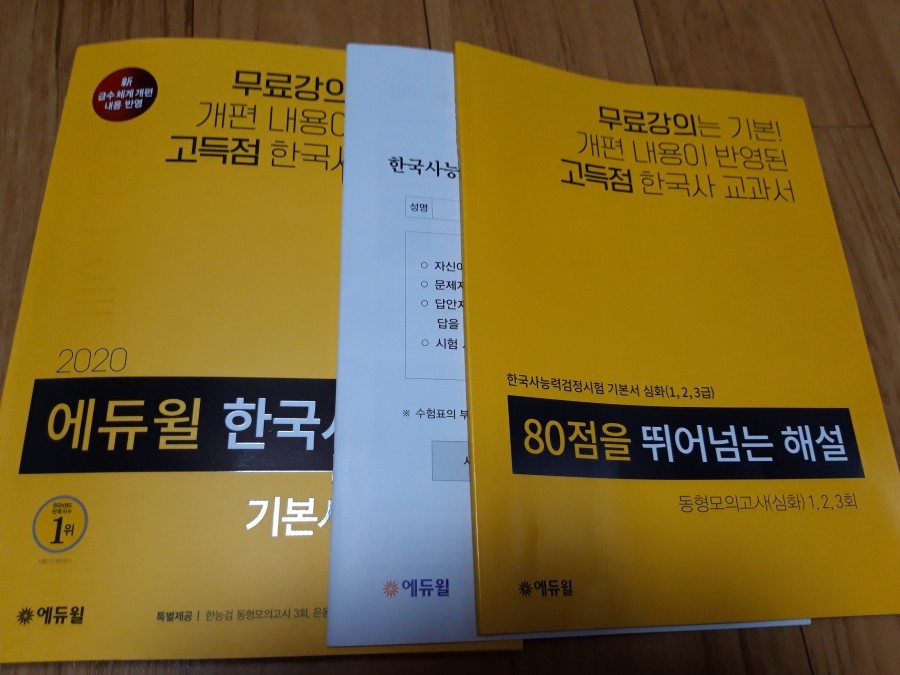 新
급수 체계 개편
내용 반영
무료강의
개편 내용이
고득점 한국사
2020
에듀윌 한국사
기본서
1위
에듀윌
특별제공 | 한능검 동형모의고사 3회, 은동
한국사능
성명
○ 자신이
○ 문제지
○ 답안지
답을
○ 시험 시
※ 수험표의 부
에듀윌
무료강의는 기본!
개편 내용이 반영된
고득점 한국사 교과서
한국사능력검정시험 기본서 심화(1, 2, 3급)
80점을 뛰어넘는 해설
동형모의고사(심화) 1, 2, 3회
에듀윌